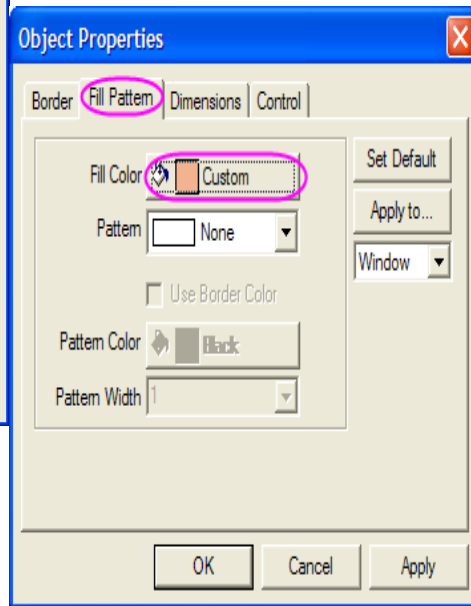 Object Properties
Border Fill Pattern Dimensions Control
Fill Color Custom
Pattern None
Use Border Color
Pattern Color Black
Pattern Width 1
Set Default
Apply to...
Window
OK Cancel Apply